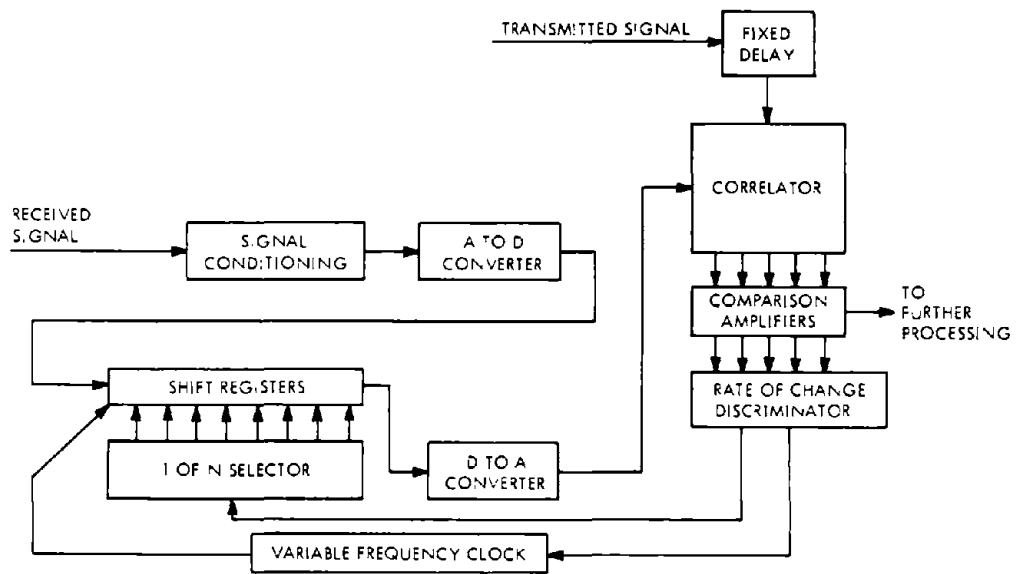 TRANSMITTED SIGNAL
FIXED
DELAY
CORRELATOR
RECEIVED
SIGNAL
SIGNAL
CONDITIONING
A TO D
CONVERTER
COMPARISON
AMPLIFIERS
TO
FURTHER
PROCESSING
SHIFT REGISTERS
RATE OF CHANGE
DISCRIMINATOR
1 OF N SELECTOR
D TO A
CONVERTER
VARIABLE FREQUENCY CLOCK